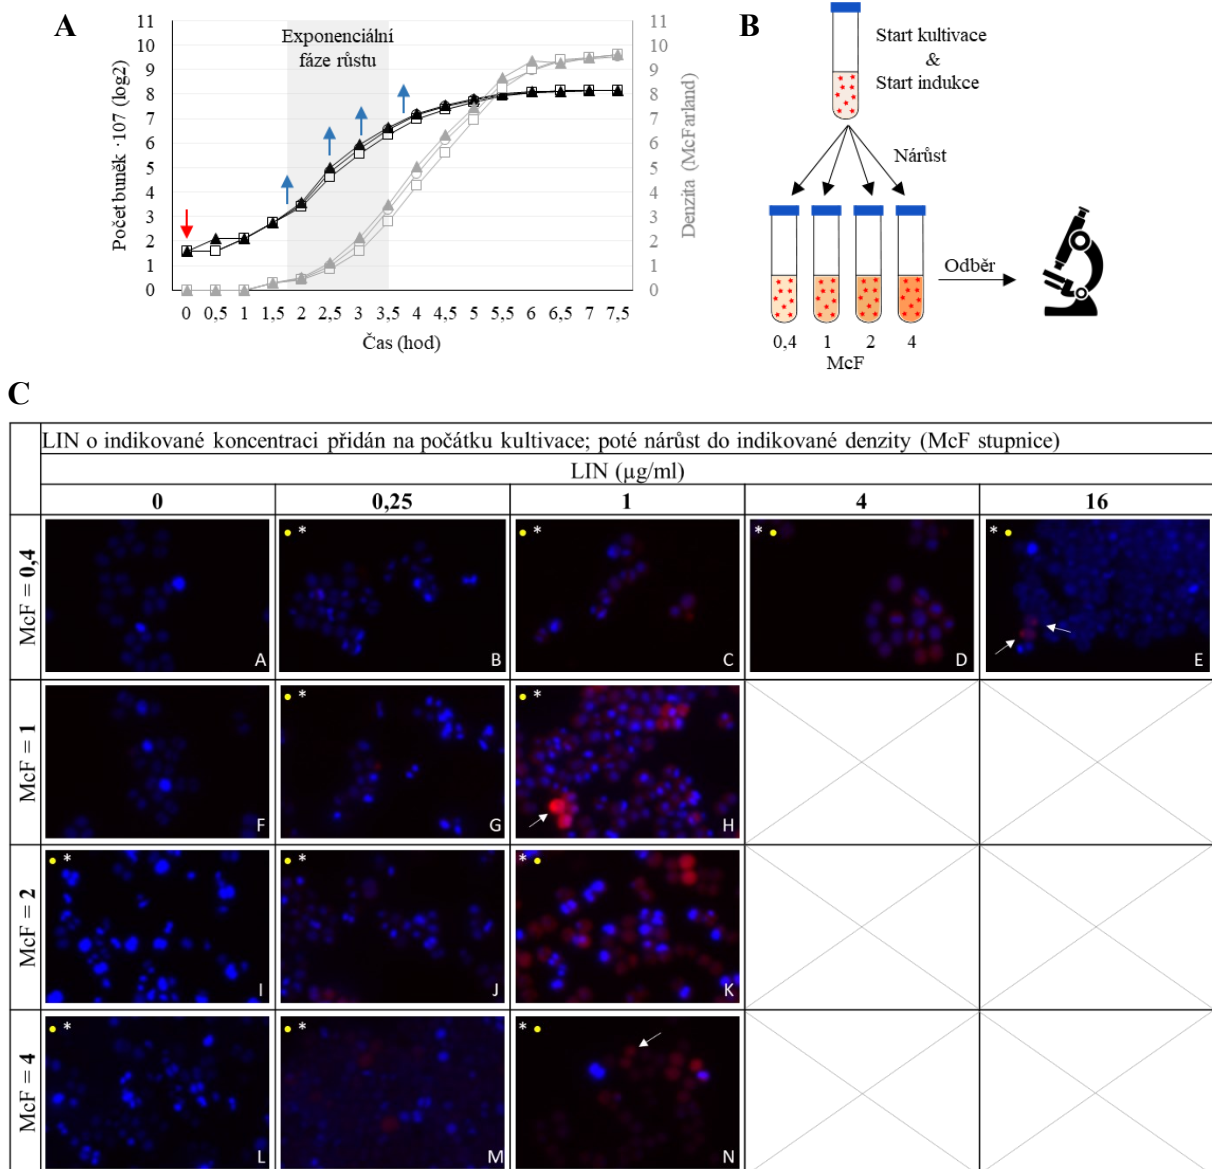 A
Exponenciální
fáze růstu
Počet buněk ·107 (log2)
11
10
9
8
7
6
5
4
3
2
1
0
11
10
9
8
7
6
5
4
3
2
1
0
Denzita (McFarland)
0 0,5 1 1,5 2 2,5 3 3,5 4 4,5 5 5,5 6 6,5 7 7,5
Čas (hod)
B
Start kultivace
&
Start indukce
Nárůst
Odběr
0,4 1 2 4
McF
C
LIN o indikované koncentraci přidán na počátku kultivace; poté nárůst do indikované denzity (McF stupnice)
LIN (µg/ml)
0 0,25 1 4 16
McF = 0,4
* * * *
A B C D E
McF = 1
* *
F G H
McF = 2
* * *
I J K
McF = 4
* * *
L M N